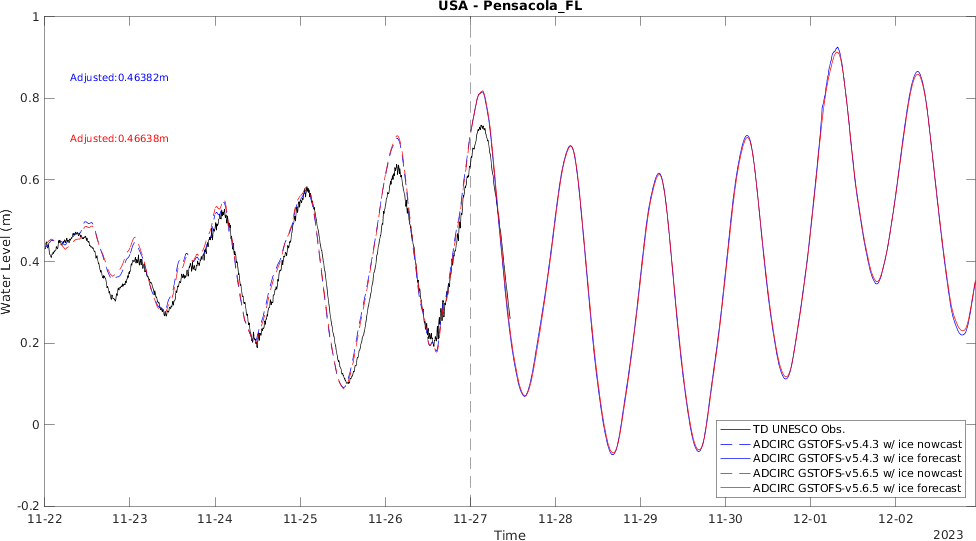 USA - Pensacola_FL
1
0.8
0.6
0.4
0.2
0
-0.2
Water Level (m)
Adjusted:0.46382m
Adjusted:0.46638m
TD UNESCO Obs.
ADCIRC GSTOFS-v5.4.3 w/ ice nowcast
ADCIRC GSTOFS-v5.4.3 w/ ice forecast
ADCIRC GSTOFS-v5.6.5 w/ ice nowcast
ADCIRC GSTOFS-v5.6.5 w/ ice forecast
11-22 11-23 11-24 11-25 11-26 11-27 11-28 11-29 11-30 12-01 12-02
Time
2023